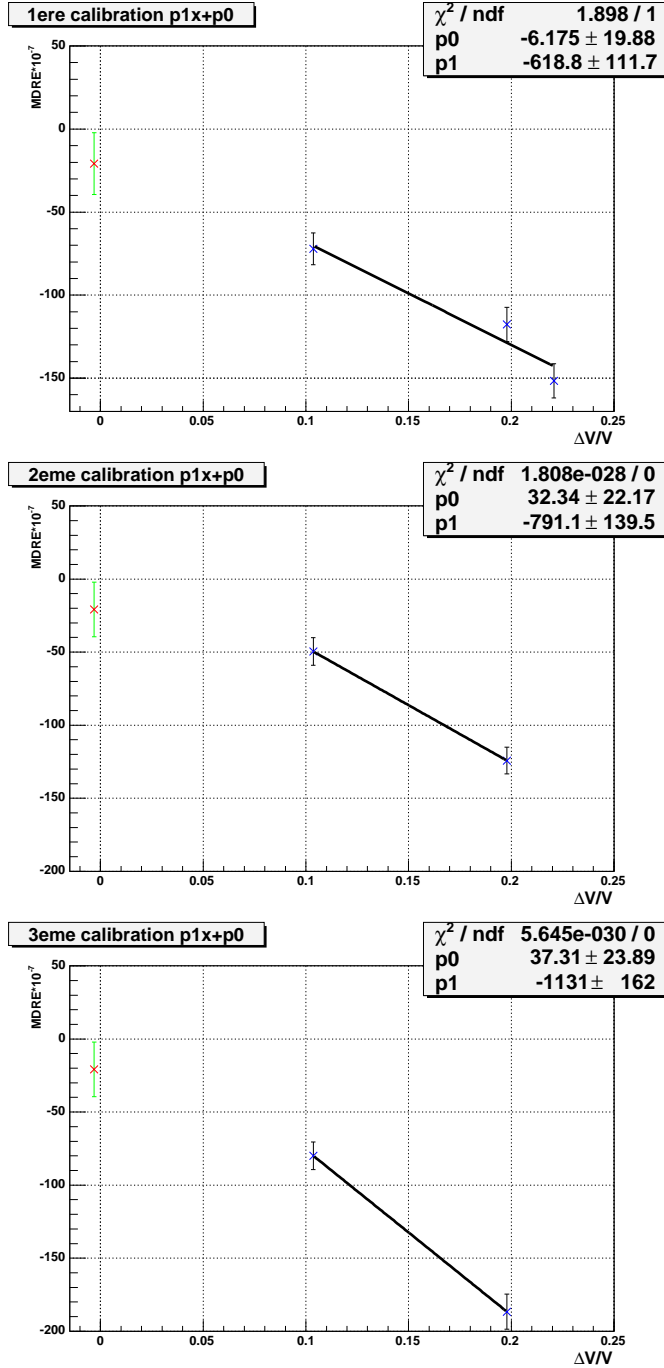 1ere calibration p1x+p0
χ² / ndf 1.898 / 1
p0 -6.175 ± 19.88
p1 -618.8 ± 111.7
MDRE*10⁻⁷
50
0
-50
-100
-150
0 0.05 0.1 0.15 0.2 0.25
ΔV/V
2eme calibration p1x+p0
χ² / ndf 1.808e-028 / 0
p0 32.34 ± 22.17
p1 -791.1 ± 139.5
MDRE*10⁻⁷
50
0
-50
-100
-150
-200
0 0.05 0.1 0.15 0.2 0.25
ΔV/V
3eme calibration p1x+p0
χ² / ndf 5.645e-030 / 0
p0 37.31 ± 23.89
p1 -1131 ± 162
MDRE*10⁻⁷
50
0
-50
-100
-150
-200
0 0.05 0.1 0.15 0.2 0.25
ΔV/V